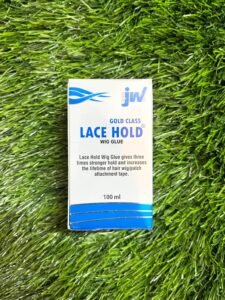 jw
GOLD CLASS
LACE HOLD®
WIG GLUE
Lace Hold Wig Glue gives three
times stronger hold and increases
the lifetime of hair wig/patch
attachment tape.
100 ml